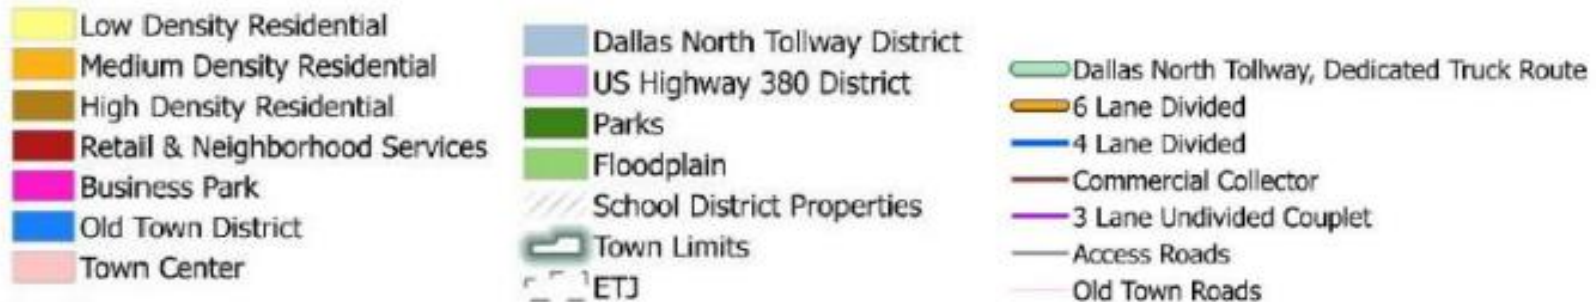 Low Density Residential
Medium Density Residential
High Density Residential
Retail & Neighborhood Services
Business Park
Old Town District
Town Center
Dallas North Tollway District
US Highway 380 District
Parks
Floodplain
School District Properties
Town Limits
ETJ
Dallas North Tollway, Dedicated Truck Route
6 Lane Divided
4 Lane Divided
Commercial Collector
3 Lane Undivided Couplet
Access Roads
Old Town Roads